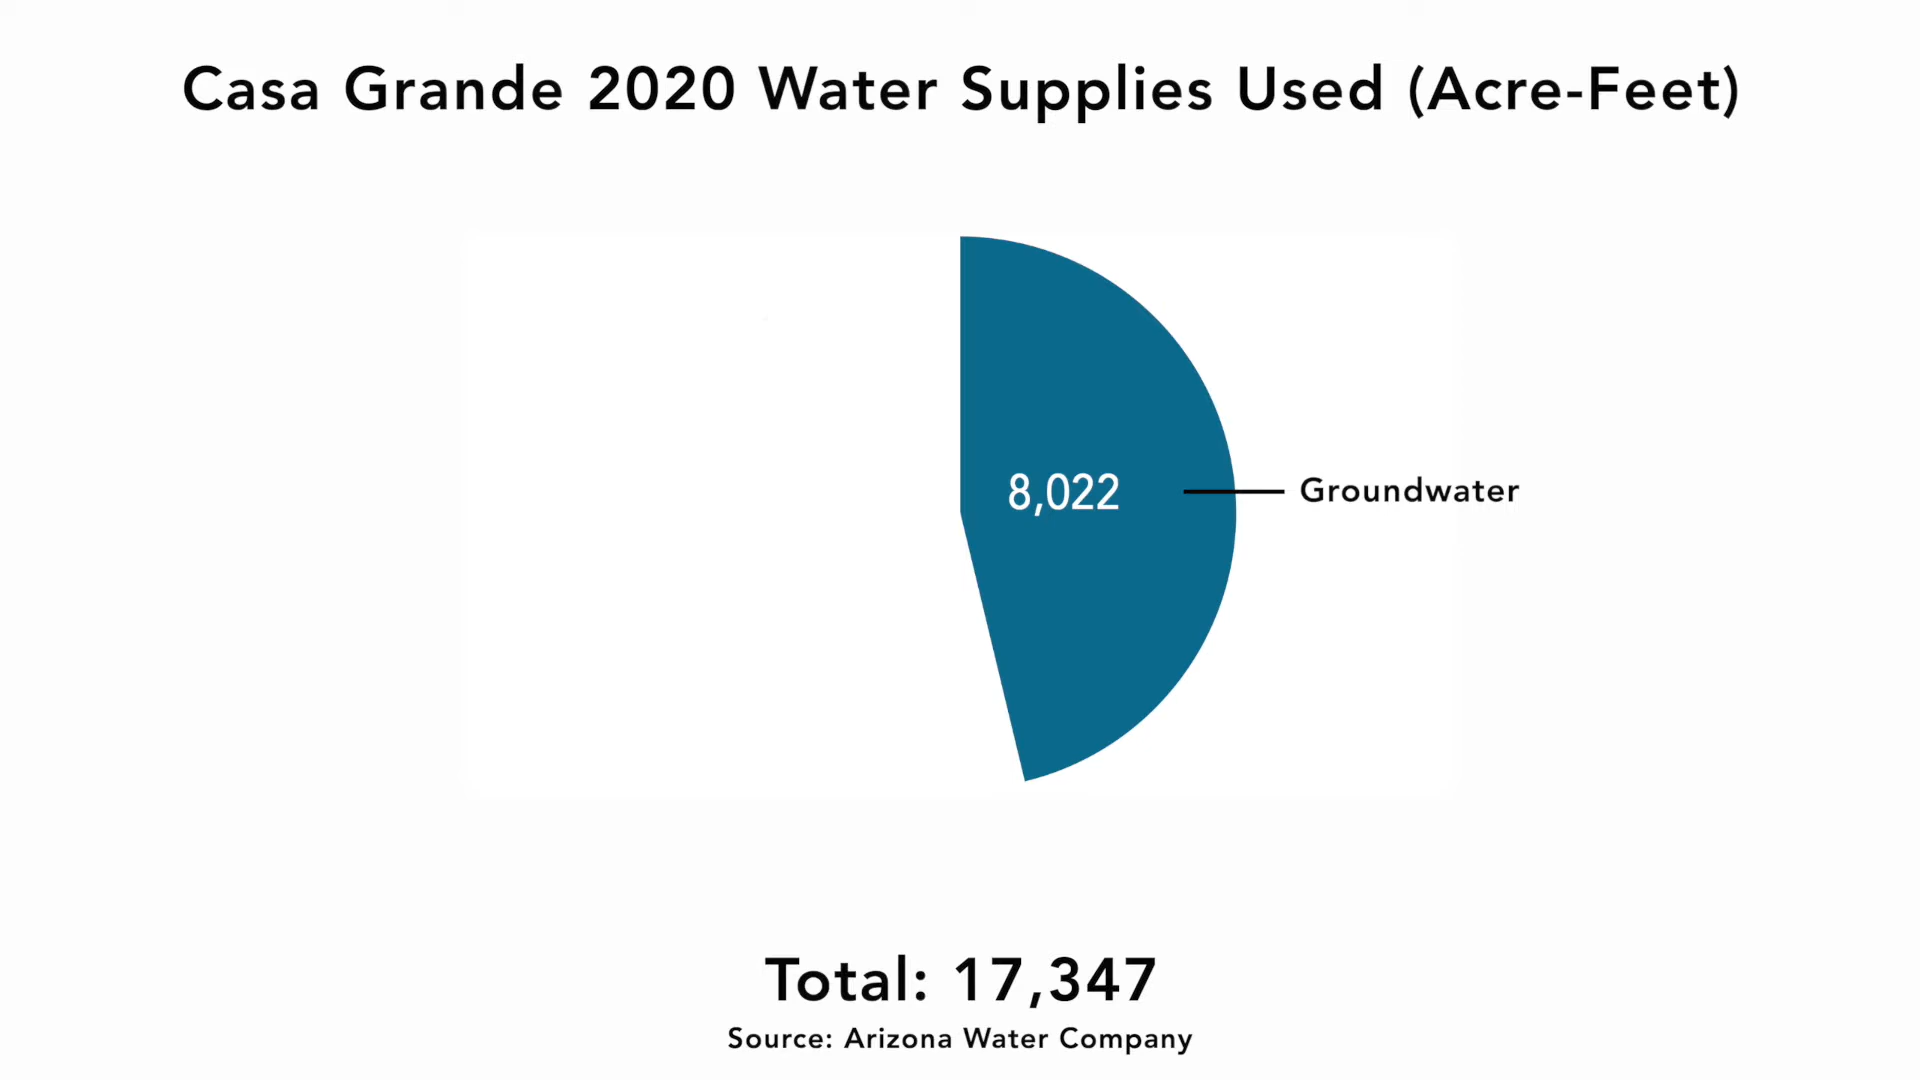 Casa Grande 2020 Water Supplies Used (Acre-Feet)
8,022
Groundwater
Total: 17,347
Source: Arizona Water Company